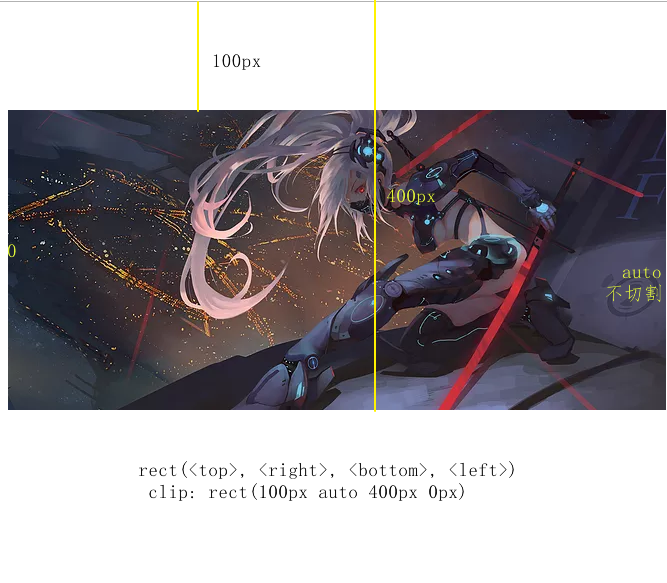 100px
400px
0
auto
不切割
rect(<top>, <right>, <bottom>, <left>)
clip: rect(100px auto 400px 0px)